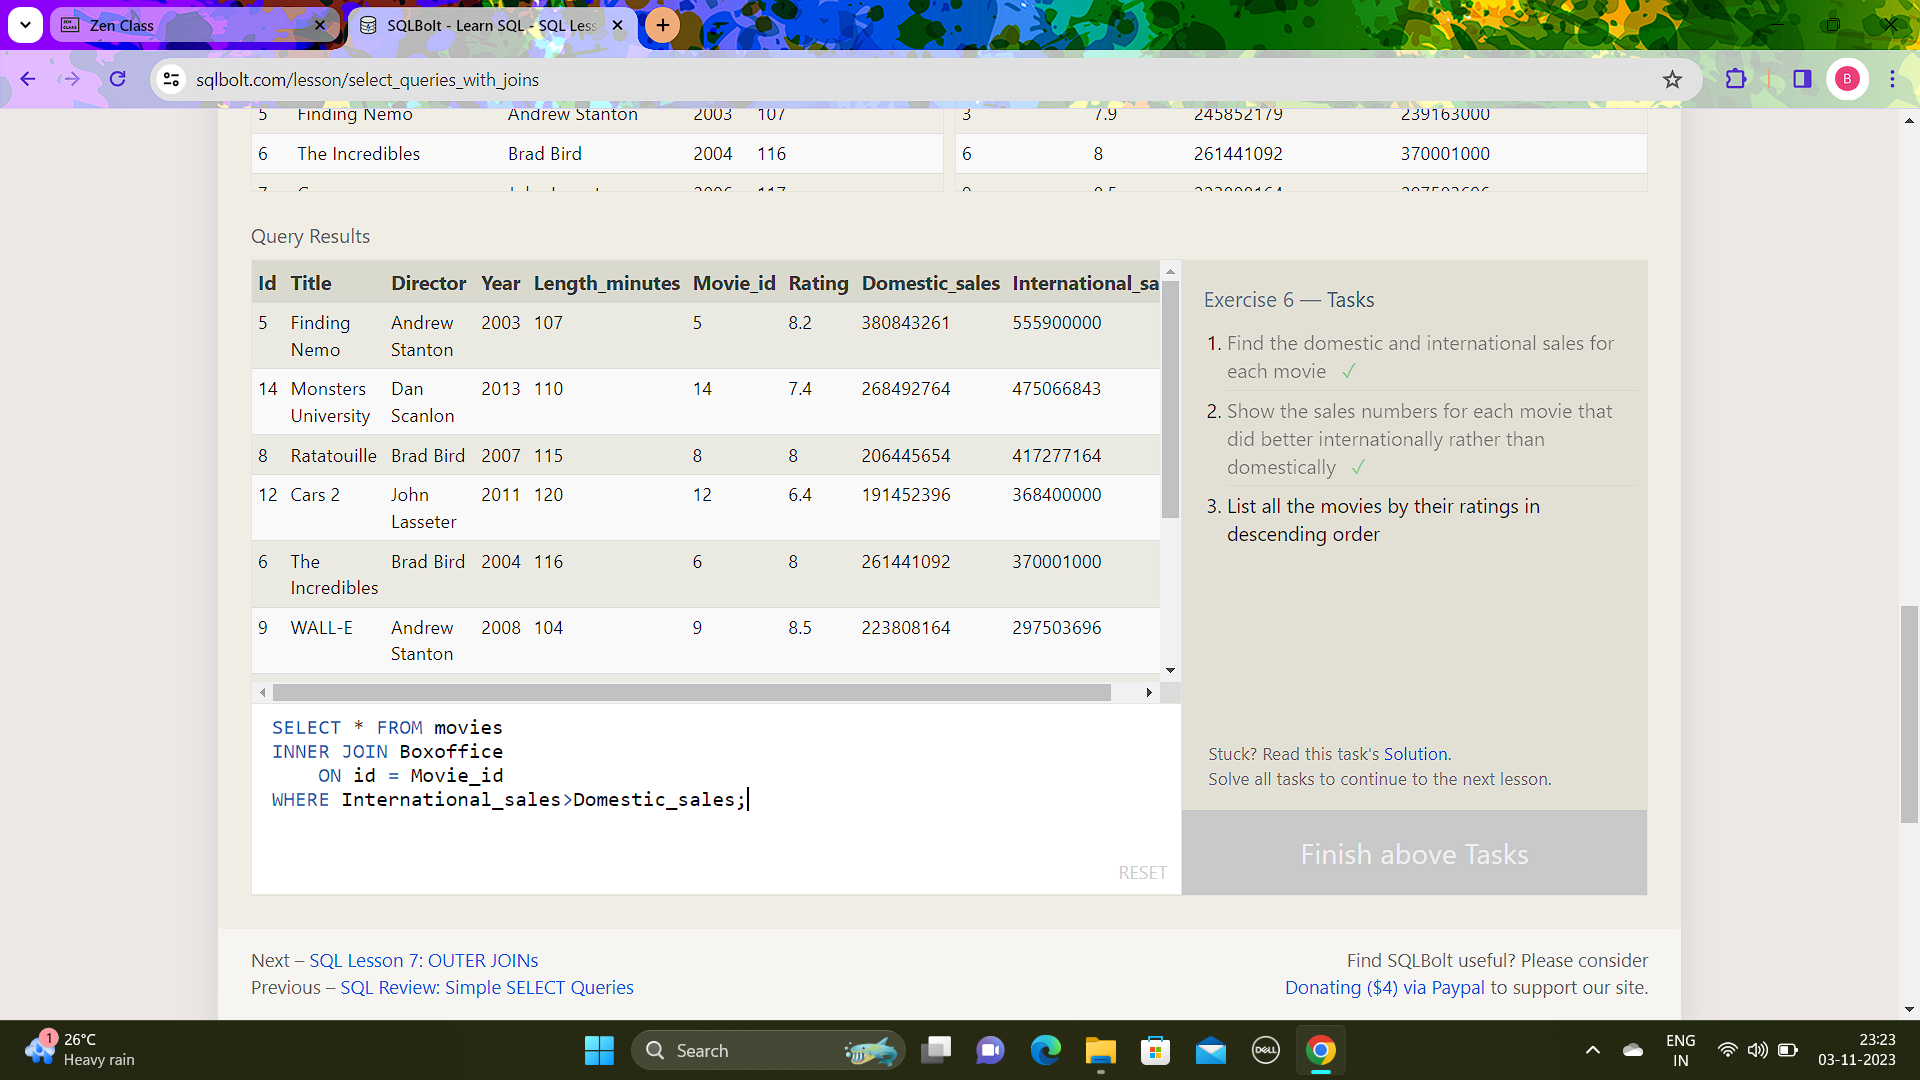 Zen Class
SQLBolt - Learn SQL - SQL Less
sqlbolt.com/lesson/select_queries_with_joins
B
5 Finding Nemo Andrew Stanton 2003 107 3 7.9 245852179 239163000
6 The Incredibles Brad Bird 2004 116 6 8 261441092 370001000
Query Results
Id Title Director Year Length_minutes Movie_id Rating Domestic_sales International_sa
5 Finding Nemo Andrew Stanton 2003 107 5 8.2 380843261 555900000
14 Monsters University Dan Scanlon 2013 110 14 7.4 268492764 475066843
8 Ratatouille Brad Bird 2007 115 8 8 206445654 417277164
12 Cars 2 John Lasseter 2011 120 12 6.4 191452396 368400000
6 The Incredibles Brad Bird 2004 116 6 8 261441092 370001000
9 WALL-E Andrew Stanton 2008 104 9 8.5 223808164 297503696
Exercise 6 — Tasks
1. Find the domestic and international sales for
each movie ✓
2. Show the sales numbers for each movie that
did better internationally rather than
domestically ✓
3. List all the movies by their ratings in
descending order
Stuck? Read this task's Solution.
Solve all tasks to continue to the next lesson.
Finish above Tasks
SELECT * FROM movies
INNER JOIN Boxoffice
ON id = Movie_id
WHERE International_sales>Domestic_sales;
RESET
Next – SQL Lesson 7: OUTER JOINs
Previous – SQL Review: Simple SELECT Queries
Find SQLBolt useful? Please consider
Donating ($4) via Paypal to support our site.
1
26°C
Heavy rain
Search
DELL
ENG
IN
23:23
03-11-2023